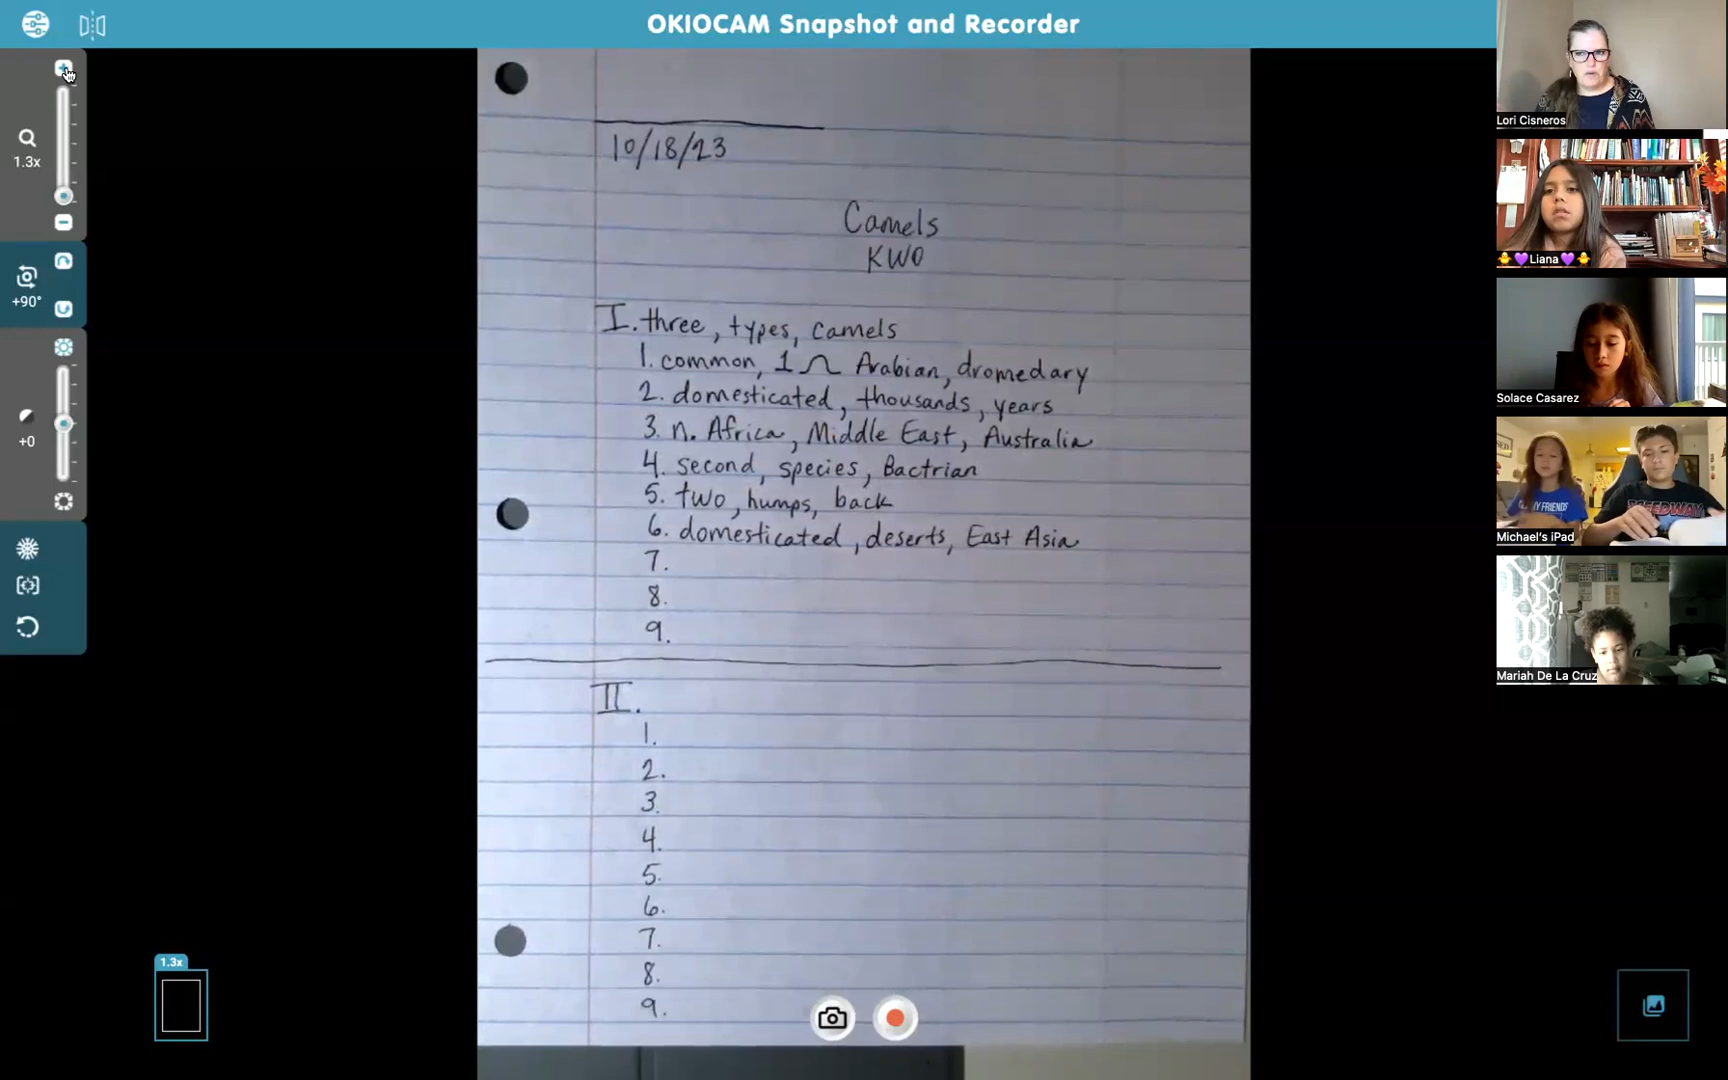 OKIOCAM Snapshot and Recorder
1.3x
+90°
+0
1.3x
10/18/23
Camels
KWO
I. three, types, camels
1. common, 1 Arabian, dromedary
2. domesticated, thousands, years
3. n. Africa, Middle East, Australia
4. second, species, Bactrian
5. two, humps, back
6. domesticated, deserts, East Asia
7.
8.
9.
II.
1.
2.
3.
4.
5.
6.
7.
8.
9.
Lori Cisneros
Liana
Solace Casarez
MY FRIENDS
SPEEDWAY
Michael's iPad
Mariah De La Cruz